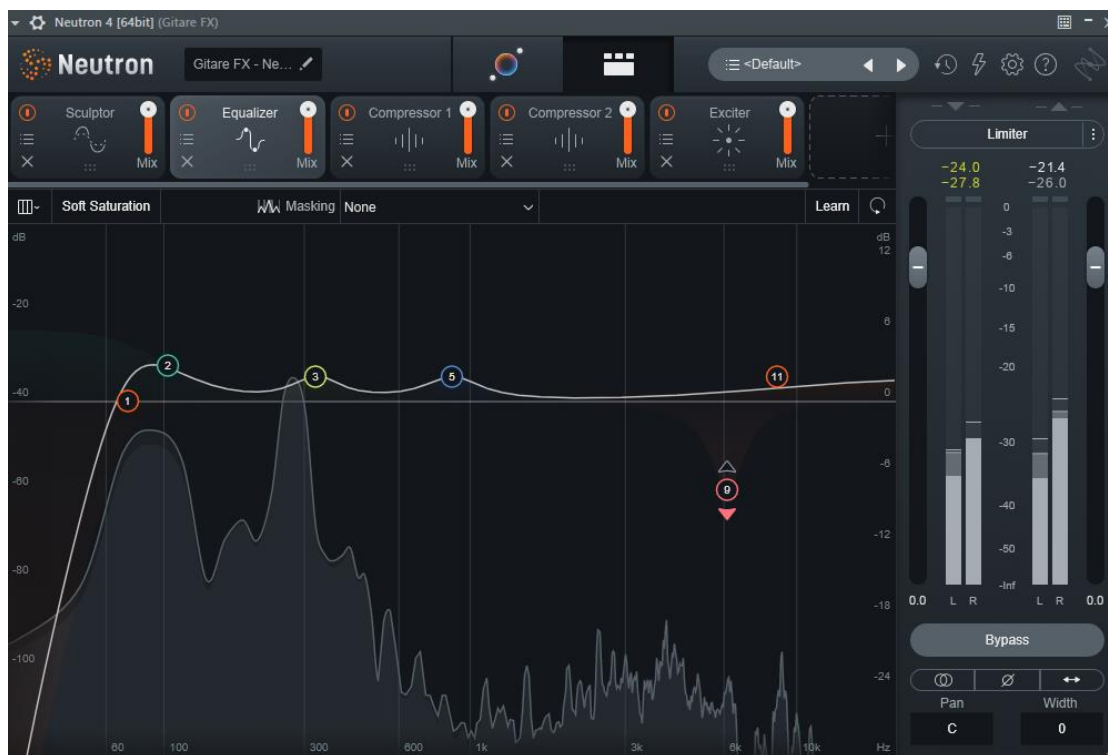 Neutron 4 [64bit] (Gitare FX)
Neutron
Gitare FX - Ne...
<Default>
Sculptor
Mix
Equalizer
Mix
Compressor 1
Mix
Compressor 2
Mix
Exciter
Mix
Limiter
-24.0
-27.8
-21.4
-26.0
Soft Saturation
Masking
None
Learn
dB
-20
-40
-60
-80
-100
dB
12
6
0
-6
-12
-18
-24
1
2
3
5
11
9
60
100
300
600
1k
3k
6k
10k
Hz
0
-3
-6
-10
-15
-20
-30
-40
-50
-Inf
0.0
L R
L R
0.0
Bypass
Pan
Width
C
0